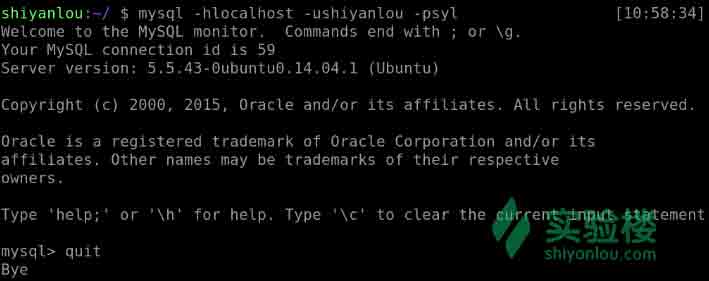 shiyanlou:~/ $ mysql -hlocalhost -ushiyanlou -psyl [10:58:34]
Welcome to the MySQL monitor.  Commands end with ; or \g.
Your MySQL connection id is 59
Server version: 5.5.43-0ubuntu0.14.04.1 (Ubuntu)
Copyright (c) 2000, 2015, Oracle and/or its affiliates. All rights reserved.
Oracle is a registered trademark of Oracle Corporation and/or its
affiliates. Other names may be trademarks of their respective
owners.
Type 'help;' or '\h' for help. Type '\c' to clear the current input statement
mysql> quit
Bye
实验楼
shiyanlou.com